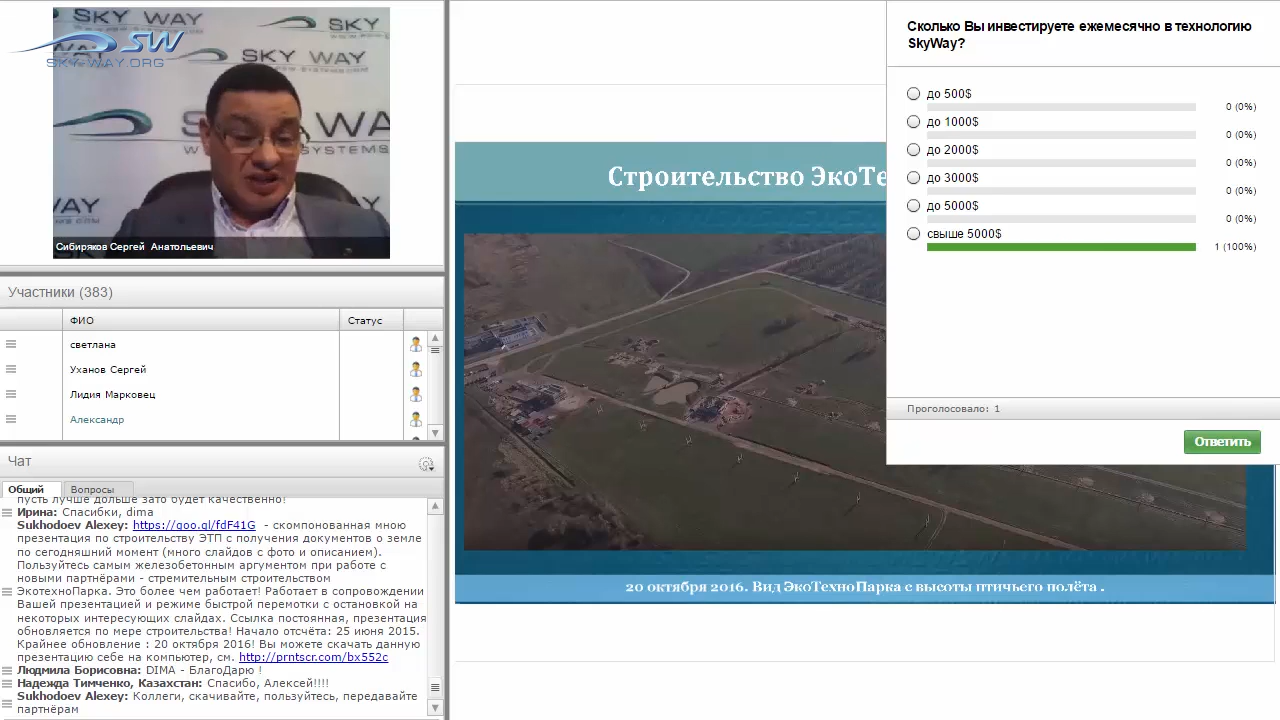 SKY WAY
SW
SKY-WAY.ORG
SKY WAY
WAY
SYSTEMS
WAY
Сибиряков Сергей Анатольевич
Участники (383)
ФИО
Статус
светлана
Уханов Сергей
Лидия Марковец
Александр
Чат
Общий
Вопросы
пусть лучше дольше зато будет качественно!
Ирина: Спасибки, dima
Sukhodoev Alexey: https://goo.gl/fdF41G - скомпонованная мною
презентация по строительству ЭТП с получения документов о земле
по сегодняшний момент (много слайдов с фото и описанием).
Пользуйтесь самым железобетонным аргументом при работе с
новыми партнёрами - стремительным строительством
ЭкотехноПарка. Это более чем работает! Работает в сопровождении
Вашей презентацией и режиме быстрой перемотки с остановкой на
некоторых интересующих слайдах. Ссылка постоянная, презентация
обновляется по мере строительства! Начало отсчёта: 25 июня 2015.
Крайнее обновление : 20 октября 2016! Вы можете скачать данную
презентацию себе на компьютер, см. http://prntscr.com/bx552c
Людмила Борисовна: DIMA - БлагоДарю !
Надежда Тимченко, Казахстан: Спасибо, Алексей!!!!
Sukhodoev Alexey: Коллеги, скачивайте, пользуйтесь, передавайте
партнёрам
Строительство ЭкоТе
20 октября 2016. Вид ЭкоТехноПарка с высоты птичьего полёта .
Сколько Вы инвестируете ежемесячно в технологию
SkyWay?
до 500$
0 (0%)
до 1000$
0 (0%)
до 2000$
0 (0%)
до 3000$
0 (0%)
до 5000$
0 (0%)
свыше 5000$
1 (100%)
Проголосовало: 1
Ответить